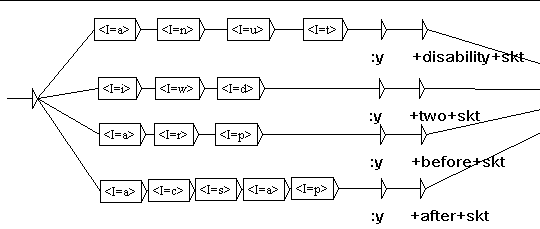 <I=a> <I=n> <I=u> <I=t>
:y +disability+skt
<I=i> <I=w> <I=d>
:y +two+skt
<I=a> <I=r> <I=p>
:y +before+skt
<I=a> <I=c> <I=s> <I=a> <I=p>
:y +after+skt